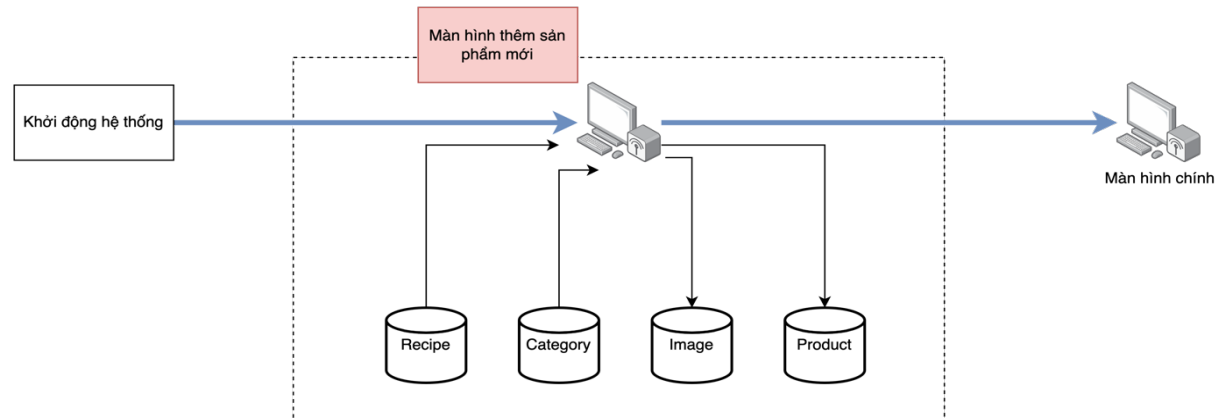 Màn hình thêm sản
phẩm mới
Khởi động hệ thống
Màn hình chính
Recipe
Category
Image
Product